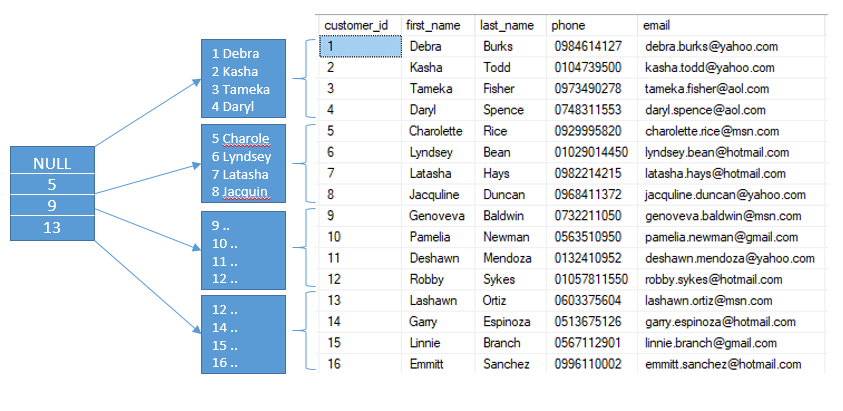 NULL
5
9
13
1 Debra
2 Kasha
3 Tameka
4 Daryl
5 Charole
6 Lyndsey
7 Latasha
8 Jacquin
9 ..
10 ..
11 ..
12 ..
12 ..
14 ..
15 ..
16 ..
customer_id first_name last_name phone email
1 Debra Burks 0984614127 debra.burks@yahoo.com
2 Kasha Todd 0104739500 kasha.todd@yahoo.com
3 Tameka Fisher 0973490278 tameka.fisher@aol.com
4 Daryl Spence 0748311553 daryl.spence@aol.com
5 Charolette Rice 0929995820 charolette.rice@msn.com
6 Lyndsey Bean 01029014450 lyndsey.bean@hotmail.com
7 Latasha Hays 0982214215 latasha.hays@hotmail.com
8 Jacquline Duncan 0968411372 jacquline.duncan@yahoo.com
9 Genoveva Baldwin 0732211050 genoveva.baldwin@msn.com
10 Pamelia Newman 0563510950 pamelia.newman@gmail.com
11 Deshawn Mendoza 0132410952 deshawn.mendoza@yahoo.com
12 Robby Sykes 01057811550 robby.sykes@hotmail.com
13 Lashawn Ortiz 0603375604 lashawn.ortiz@msn.com
14 Garry Espinoza 0513675126 garry.espinoza@hotmail.com
15 Linnie Branch 0567112901 linnie.branch@gmail.com
16 Emmitt Sanchez 0996110002 emmitt.sanchez@hotmail.com